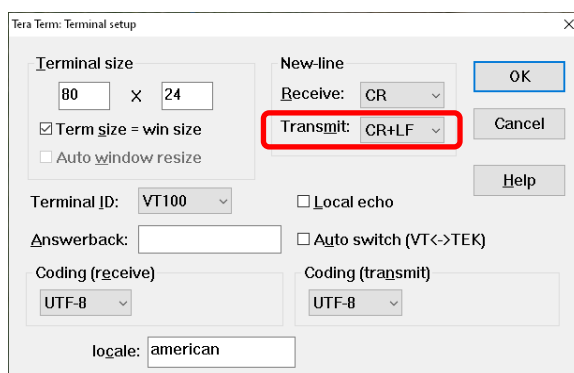 Tera Term: Terminal setup
Terminal size
80 X 24
Term size = win size
Auto window resize
New-line
Receive: CR
Transmit: CR+LF
OK
Cancel
Help
Terminal ID: VT100
Local echo
Answerback:
Auto switch (VT<->TEK)
Coding (receive)
UTF-8
Coding (transmit)
UTF-8
locale: american